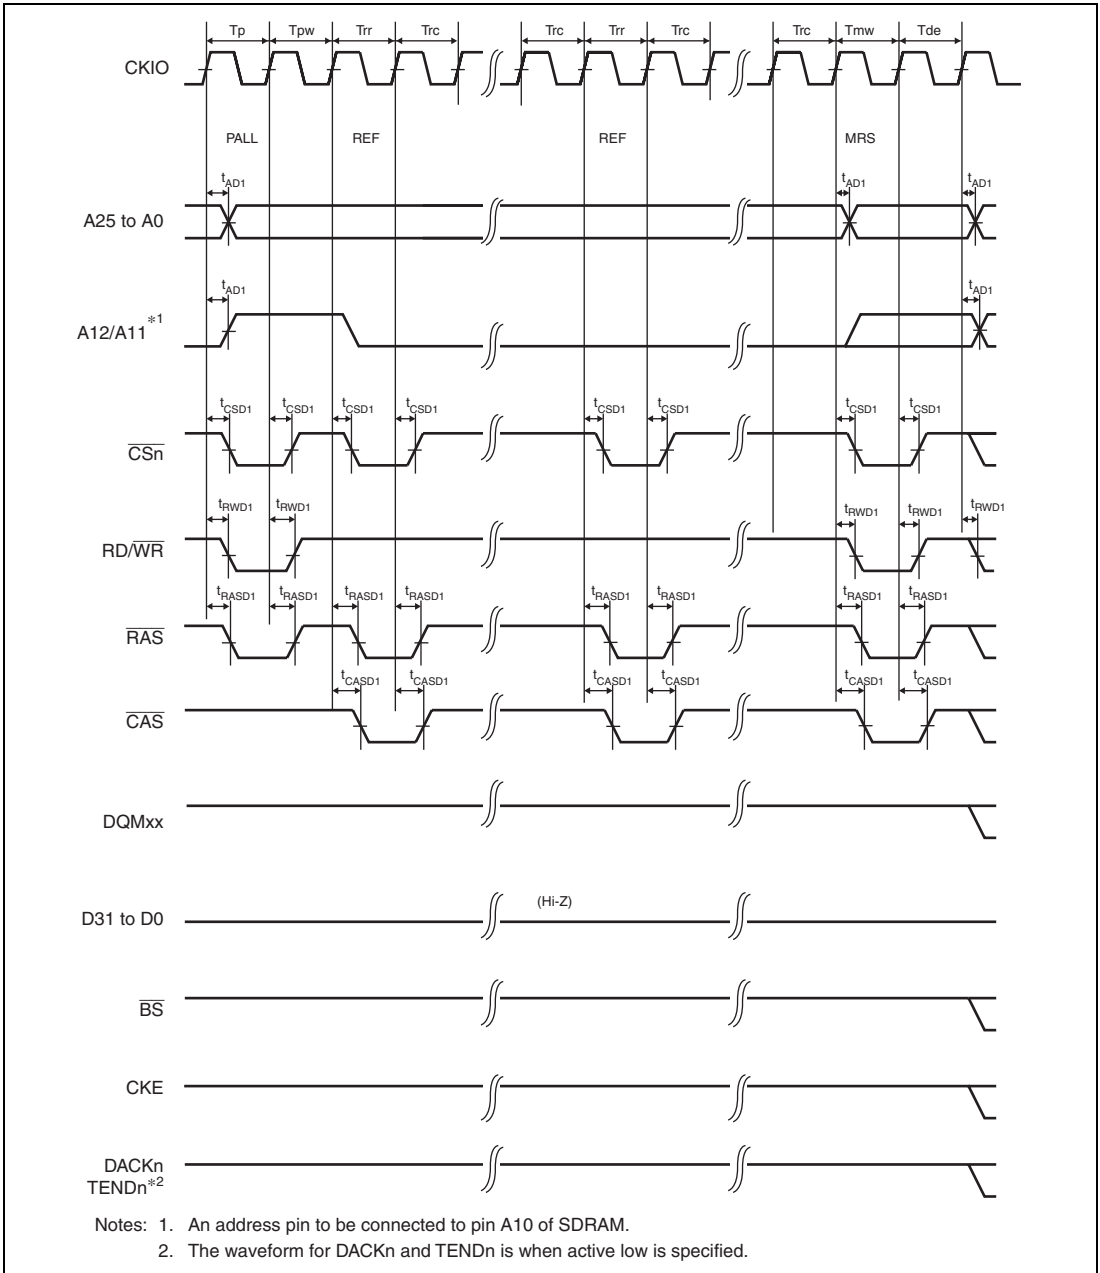 Tp Tpw Trr Trc Trc Trr Trc Trc Tmw Tde
CKIO
PALL REF REF MRS
tAD1 tAD1 tAD1
A25 to A0
tAD1 tAD1
A12/A11*1
tCSD1 tCSD1 tCSD1 tCSD1 tCSD1 tCSD1 tCSD1 tCSD1
CSn
tRWD1 tRWD1 tRWD1 tRWD1 tRWD1
RD/WR
tRASD1 tRASD1 tRASD1 tRASD1 tRASD1 tRASD1 tRASD1 tRASD1
RAS
tCASD1 tCASD1 tCASD1 tCASD1 tCASD1 tCASD1
CAS
DQMxx
(Hi-Z)
D31 to D0
BS
CKE
DACKn
TENDn*2
Notes: 1. An address pin to be connected to pin A10 of SDRAM.
2. The waveform for DACKn and TENDn is when active low is specified.